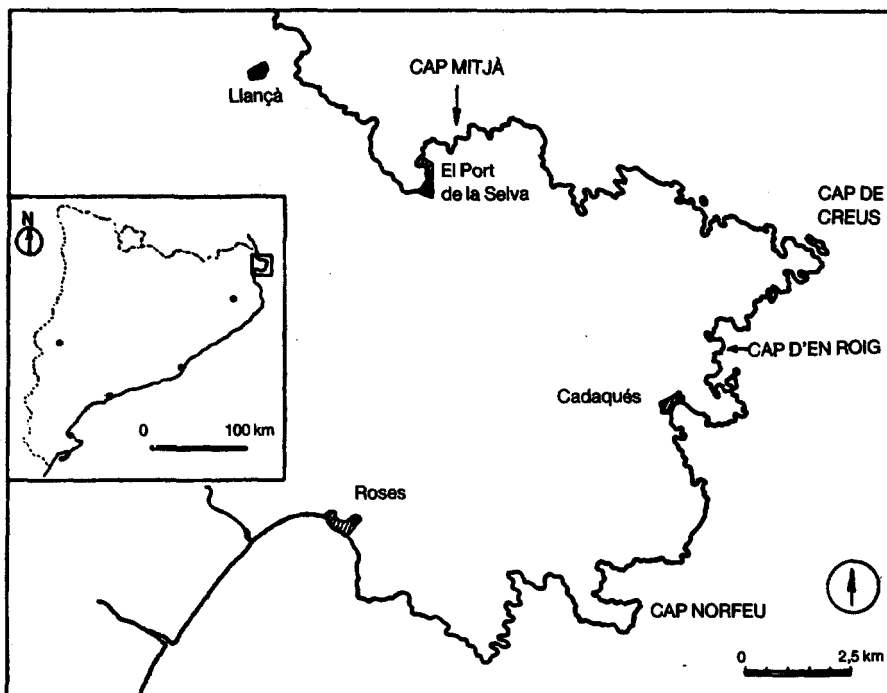 CAP MITJÀ
Llançà
El Port
de la Selva
CAP DE
CREUS
N
CAP D'EN ROIG
Cadaqués
0 100 km
Roses
CAP NORFEU
0 2,5 km